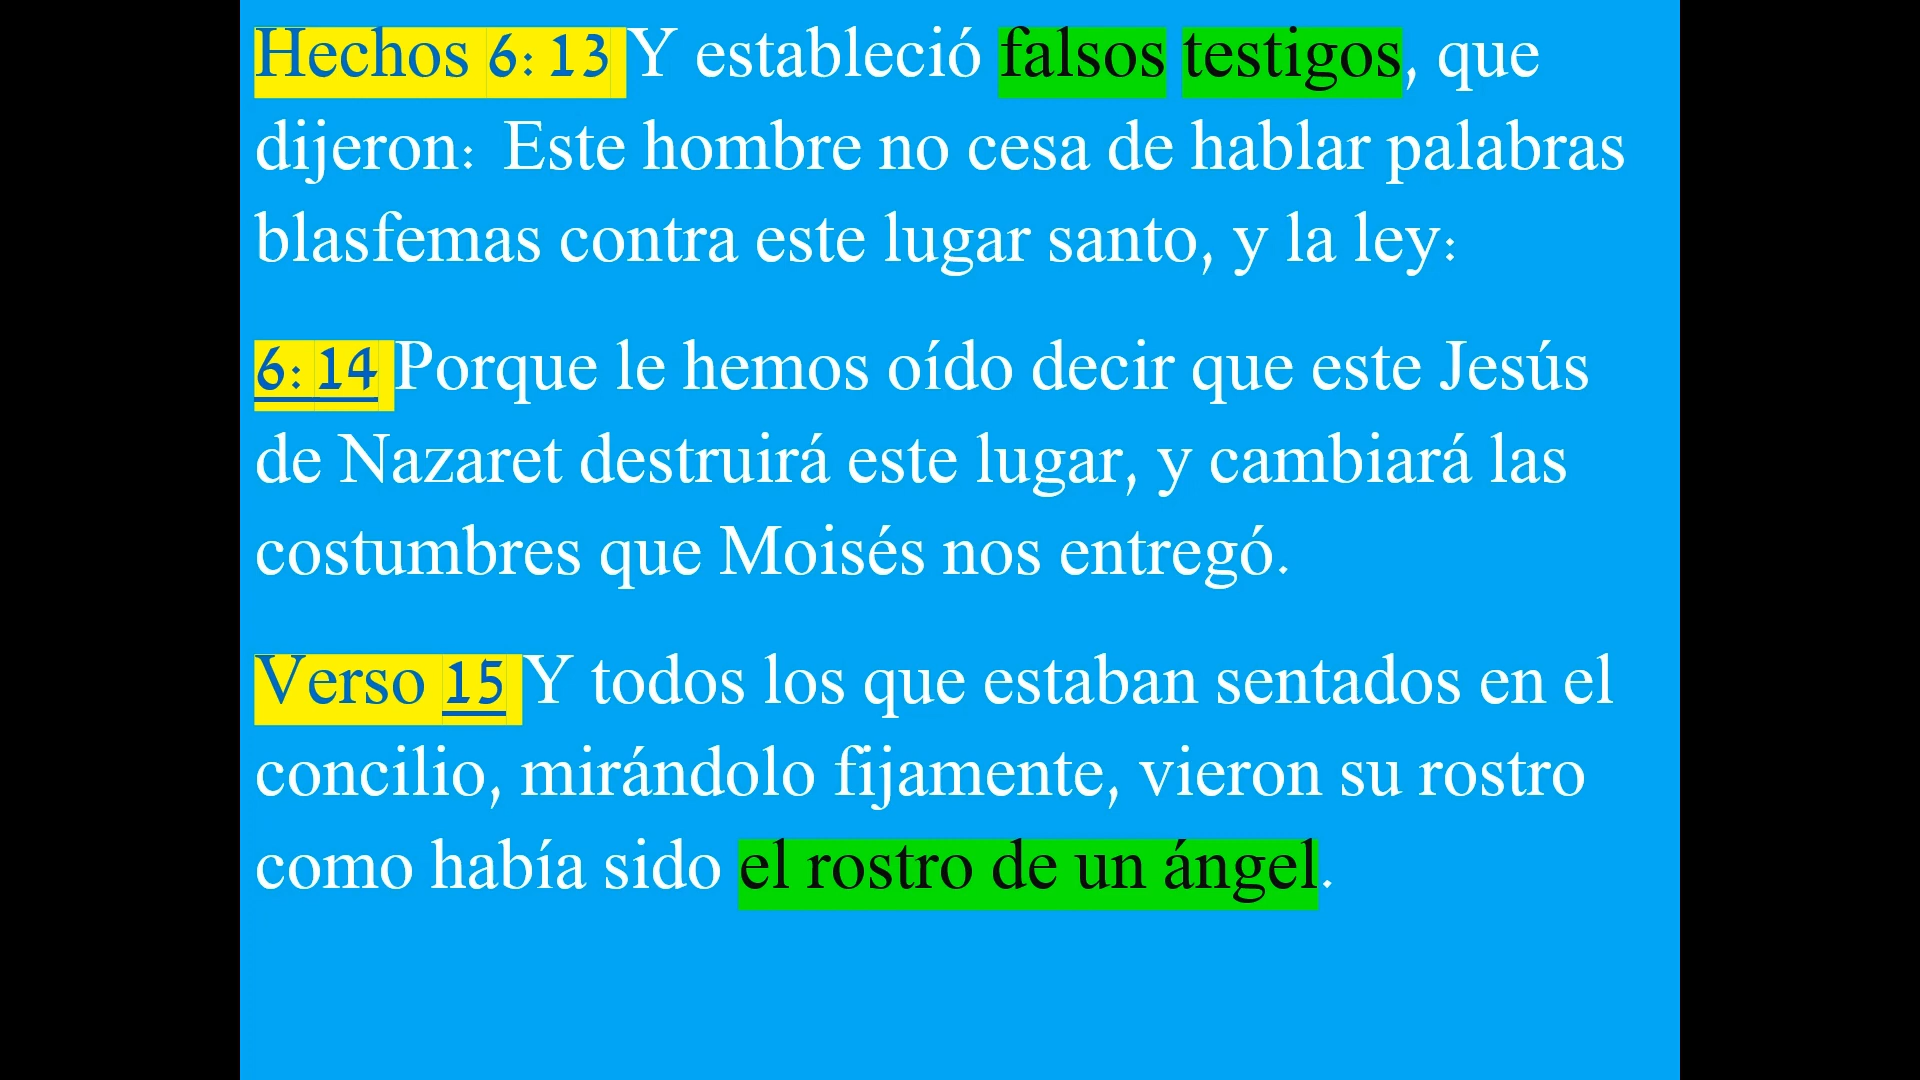 Hechos 6:13 Y estableció falsos testigos, que
dijeron: Este hombre no cesa de hablar palabras
blasfemas contra este lugar santo, y la ley:
6:14 Porque le hemos oído decir que este Jesús
de Nazaret destruirá este lugar, y cambiará las
costumbres que Moisés nos entregó.
Verso 15 Y todos los que estaban sentados en el
concilio, mirándolo fijamente, vieron su rostro
como había sido el rostro de un ángel.